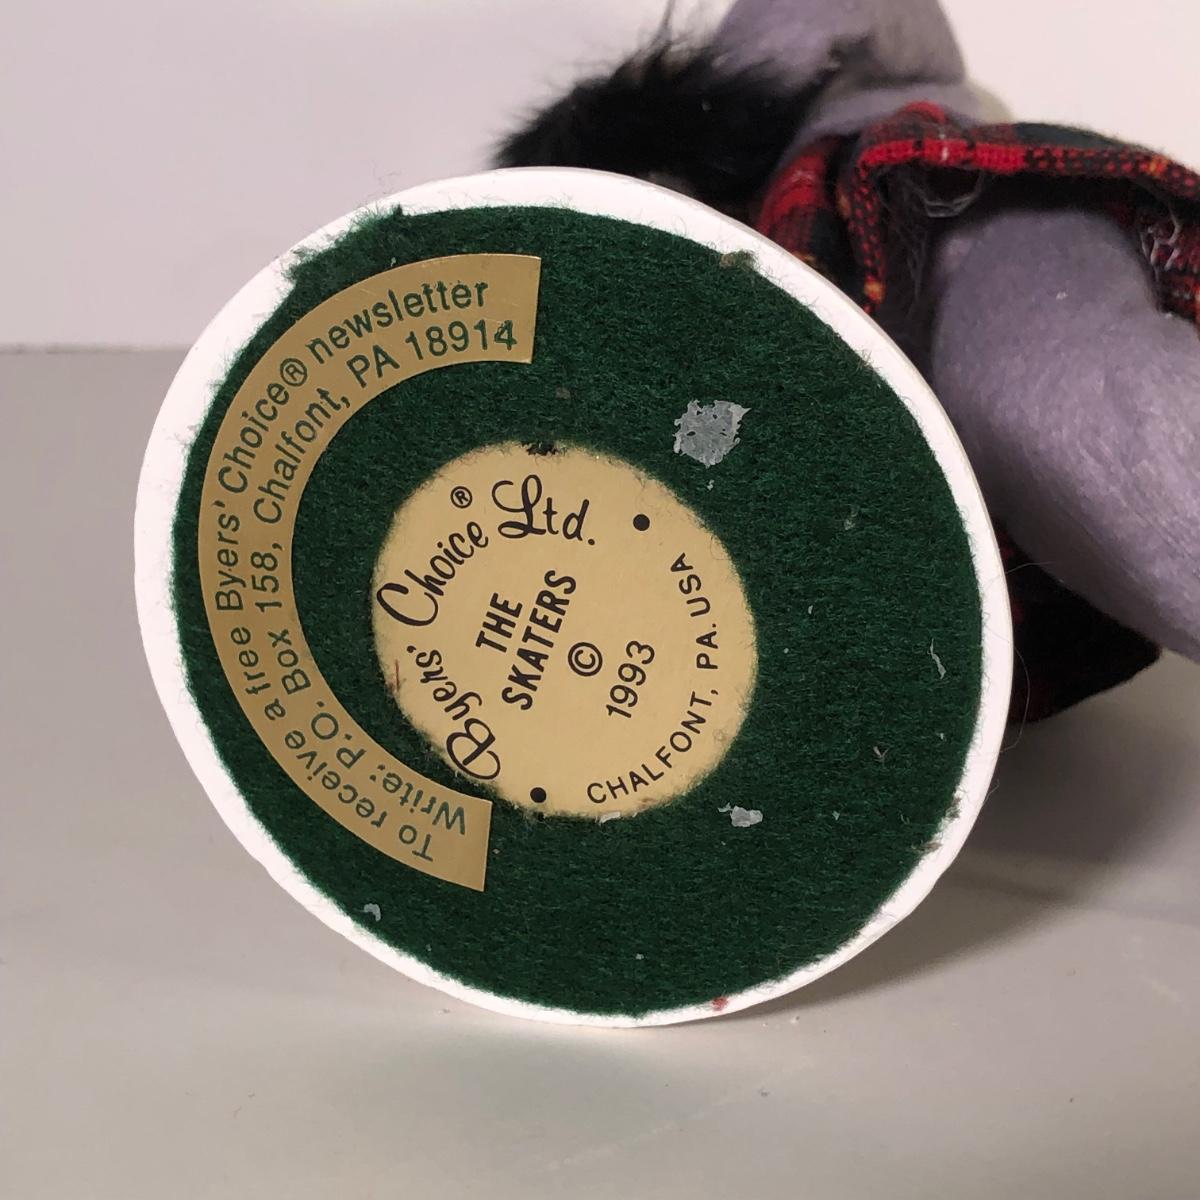 To receive a free Byers' Choice® newsletter
Write: P.O. Box 158, Chalfont, PA 18914
Byers' Choice® Ltd.
THE
SKATERS
©
1993
CHALFONT, PA. USA